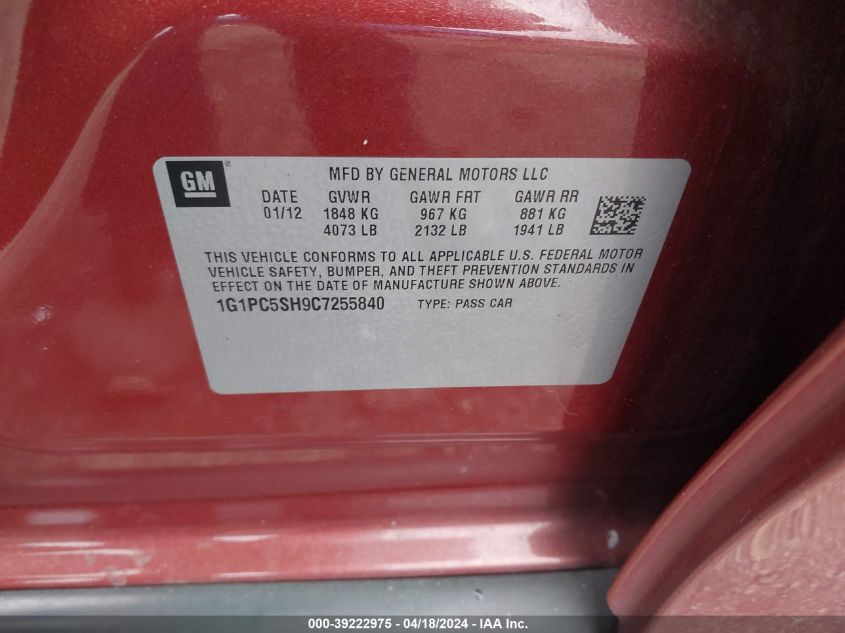 GM®
MFD BY GENERAL MOTORS LLC
DATE GVWR GAWR FRT GAWR RR
01/12 1848 KG 967 KG 881 KG
4073 LB 2132 LB 1941 LB
THIS VEHICLE CONFORMS TO ALL APPLICABLE U.S. FEDERAL MOTOR
VEHICLE SAFETY, BUMPER, AND THEFT PREVENTION STANDARDS IN
EFFECT ON THE DATE OF MANUFACTURE SHOWN ABOVE.
1G1PC5SH9C7255840 TYPE: PASS CAR
000-39222975 - 04/18/2024 - IAAI.com